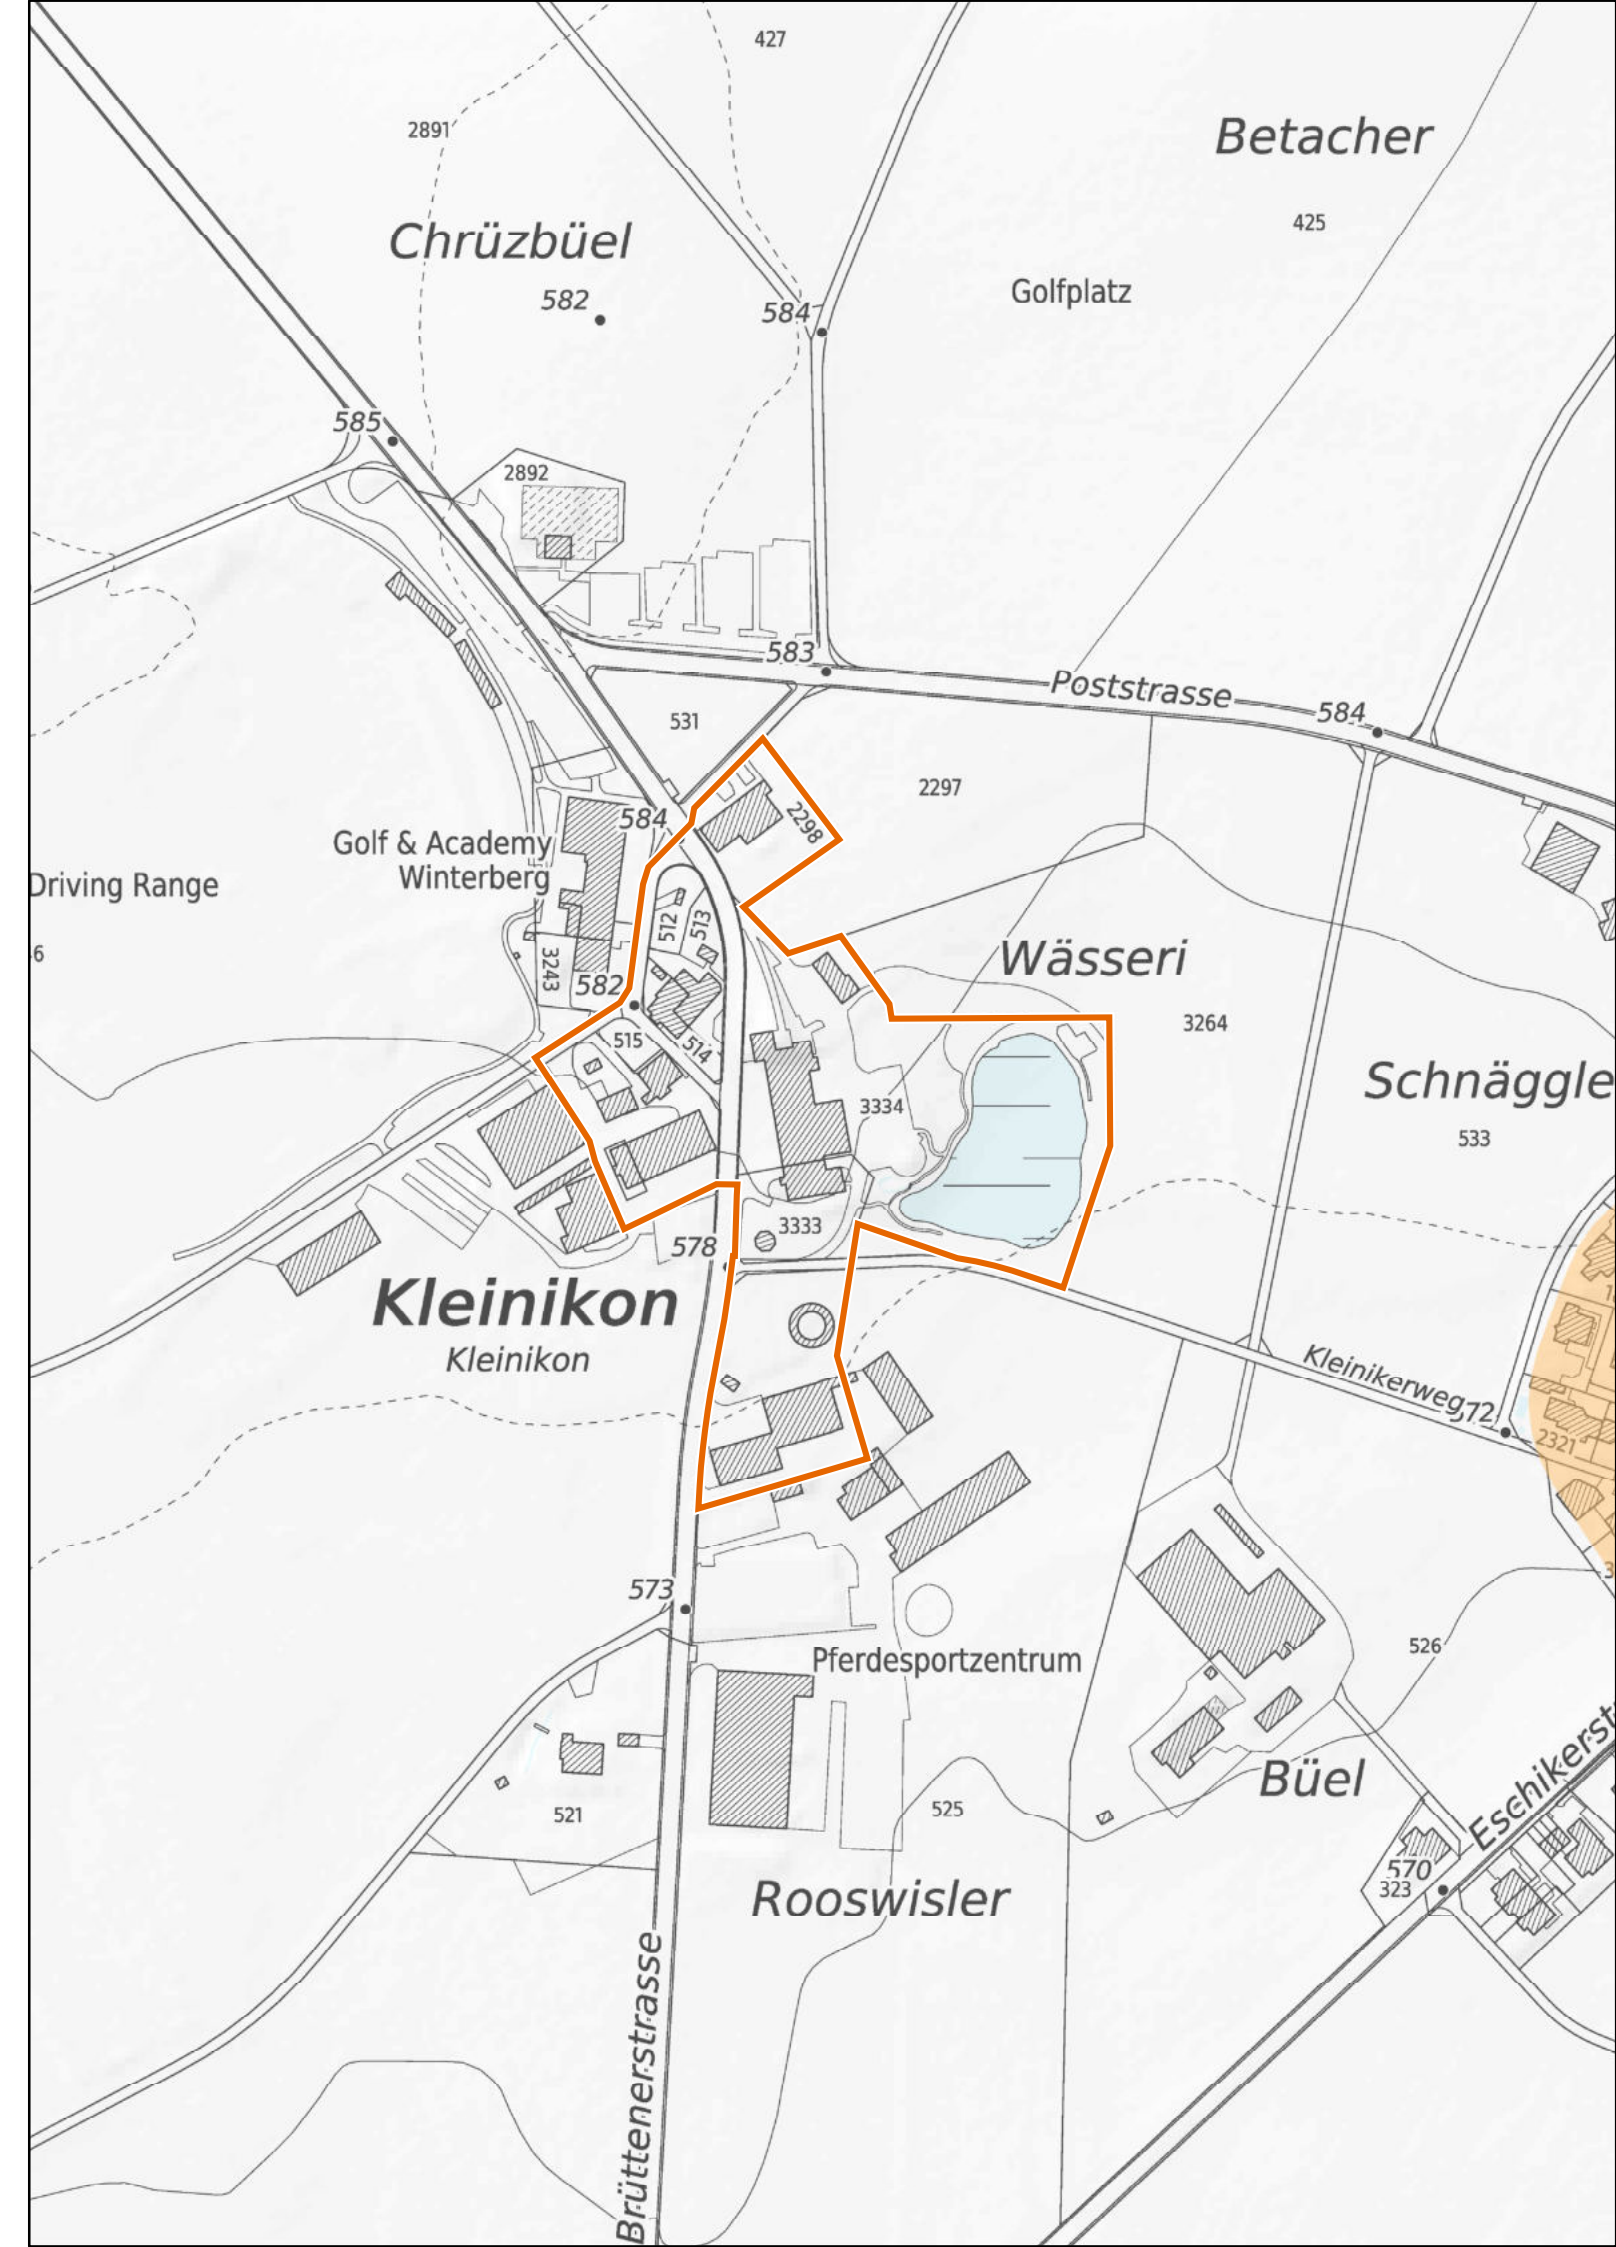 427
2891
Betacher
425
Chrüzbüel
582
584
Golfplatz
585
2892
583
Poststrasse
584
531
2297
2298
584
Golf & Academy
Winterberg
Driving Range
512
513
6
3243
582
Wässeri
3264
515
514
Schnäggle
533
3334
3333
578
Kleinikon
Kleinikon
Kleinikerweg
72
2321
573
Pferdesportzentrum
526
521
525
Büel
Eschikerst
570
323
Rooswisler
Brüttenerstrasse